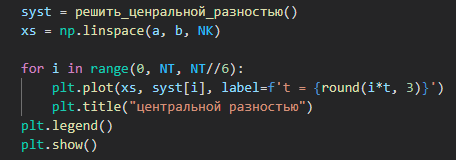 syst = решить_ценральной_разностью()
xs = np.linspace(a, b, NK)
for i in range(0, NT, NT//6):
plt.plot(xs, syst[i], label=f't = {round(i*t, 3)}')
plt.title("центральной разностью")
plt.legend()
plt.show()